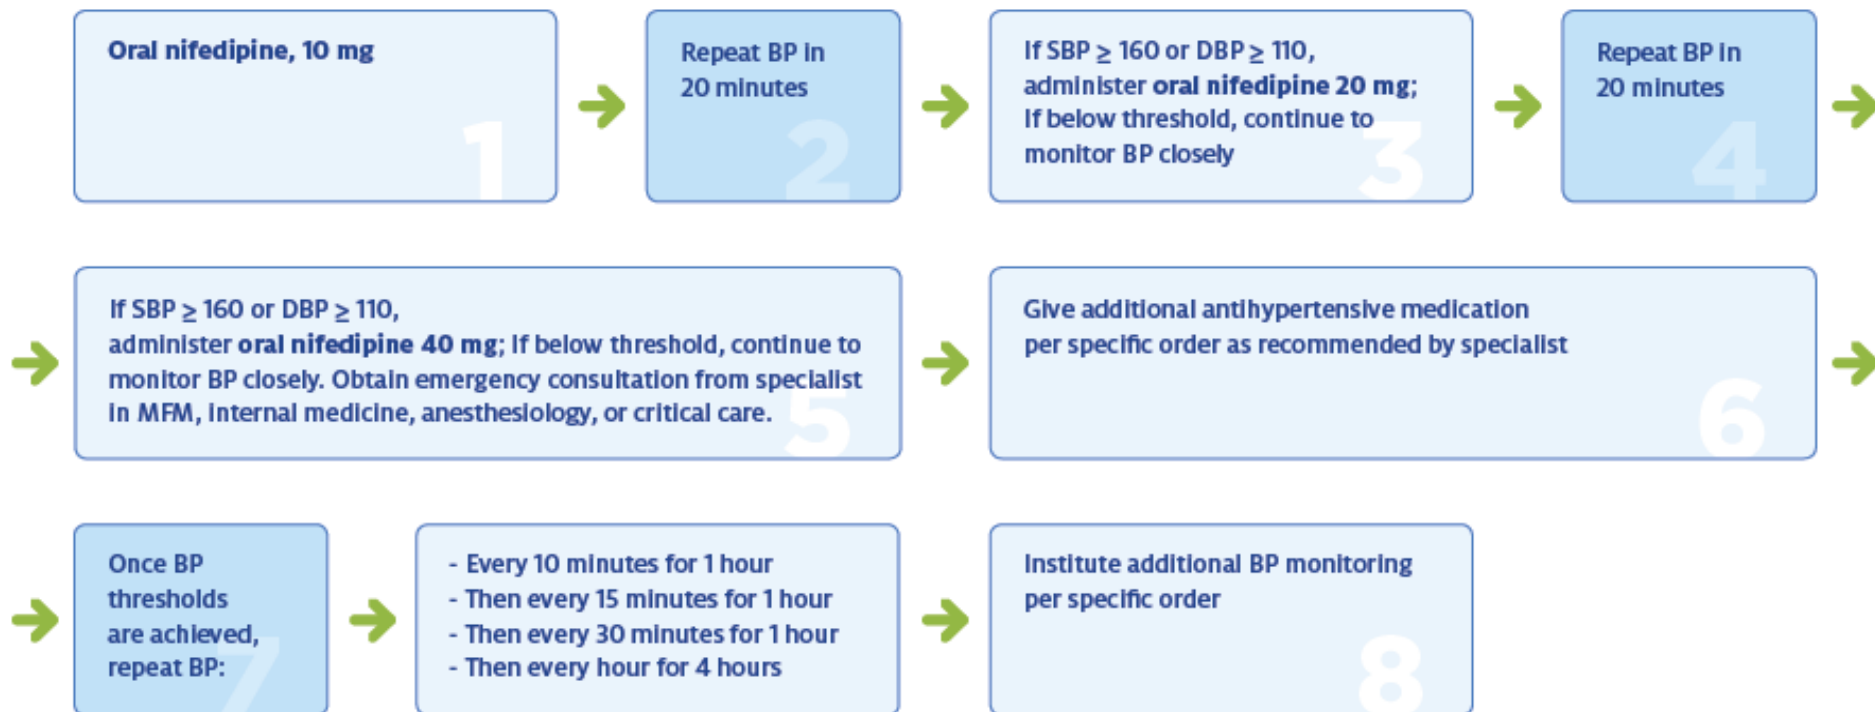 Oral nifedipine, 10 mg
1
Repeat BP in
20 minutes
2
If SBP ≥ 160 or DBP ≥ 110,
administer oral nifedipine 20 mg;
If below threshold, continue to
monitor BP closely
3
Repeat BP in
20 minutes
4
If SBP ≥ 160 or DBP ≥ 110,
administer oral nifedipine 40 mg; If below threshold, continue to
monitor BP closely. Obtain emergency consultation from specialist
in MFM, internal medicine, anesthesiology, or critical care.
5
Give additional antihypertensive medication
per specific order as recommended by specialist
6
Once BP
thresholds
are achieved,
repeat BP:
7
- Every 10 minutes for 1 hour
- Then every 15 minutes for 1 hour
- Then every 30 minutes for 1 hour
- Then every hour for 4 hours
Institute additional BP monitoring
per specific order
8